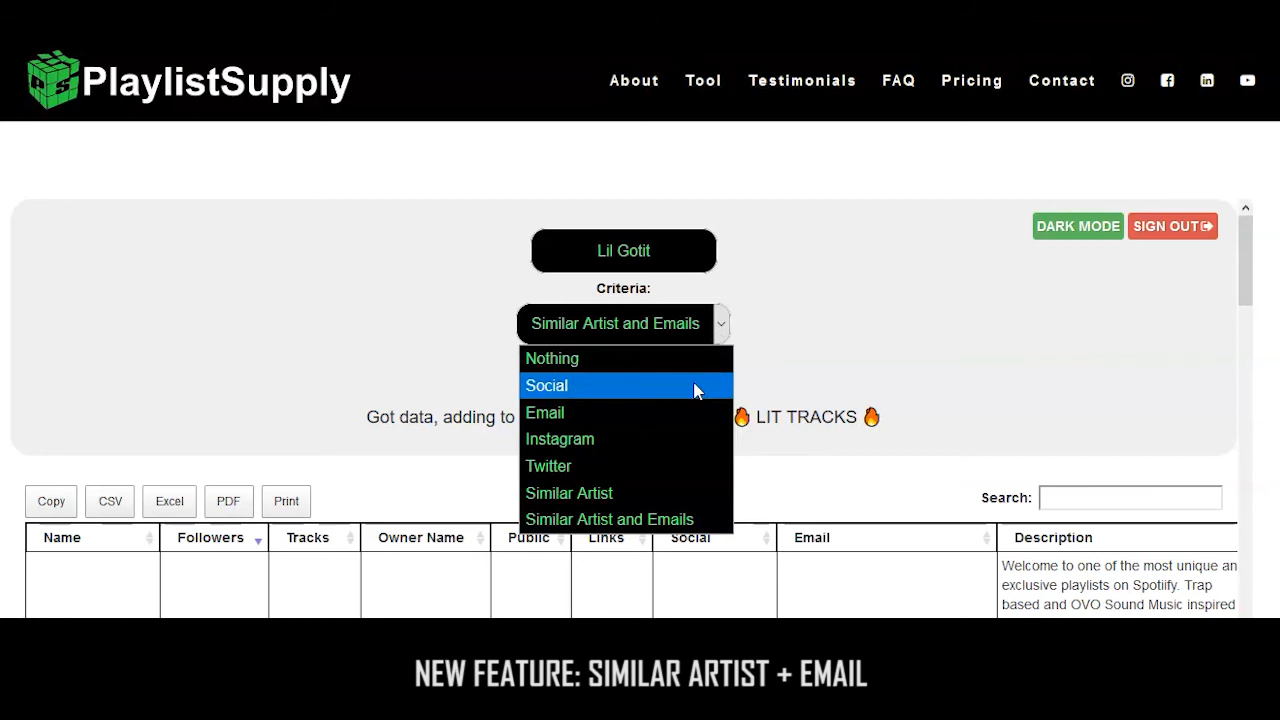 PlaylistSupply
About Tool Testimonials FAQ Pricing Contact
DARK MODE SIGN OUT
Lil Gotit
Criteria:
Similar Artist and Emails
Nothing
Social
Email
Instagram
Twitter
Similar Artist
Similar Artist and Emails
Got data, adding to 🔥 LIT TRACKS 🔥
Copy CSV Excel PDF Print Search:
Name Followers Tracks Owner Name Public Links Social Email Description
Welcome to one of the most unique an
exclusive playlists on Spotiify. Trap
based and OVO Sound Music inspired
NEW FEATURE: SIMILAR ARTIST + EMAIL